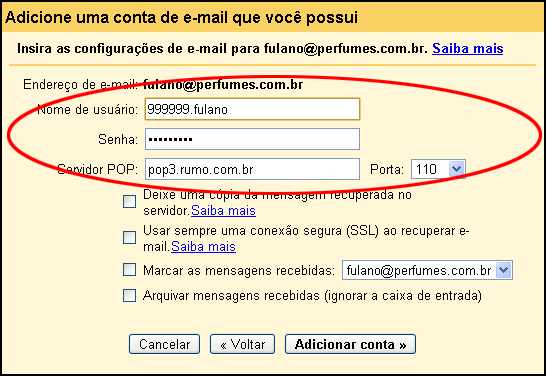 Adicione uma conta de e-mail que você possui
Insira as configurações de e-mail para fulano@perfumes.com.br. Saiba mais
Endereço de e-mail: fulano@perfumes.com.br
Nome de usuário: 999999.fulano
Senha: •••••••••
Servidor POP: pop3.rumo.com.br Porta: 110
Deixe uma cópia da mensagem recuperada no
servidor.Saiba mais
Usar sempre uma conexão segura (SSL) ao recuperar e-
mail.Saiba mais
Marcar as mensagens recebidas: fulano@perfumes.com.br
Arquivar mensagens recebidas (ignorar a caixa de entrada)
Cancelar « Voltar Adicionar conta »